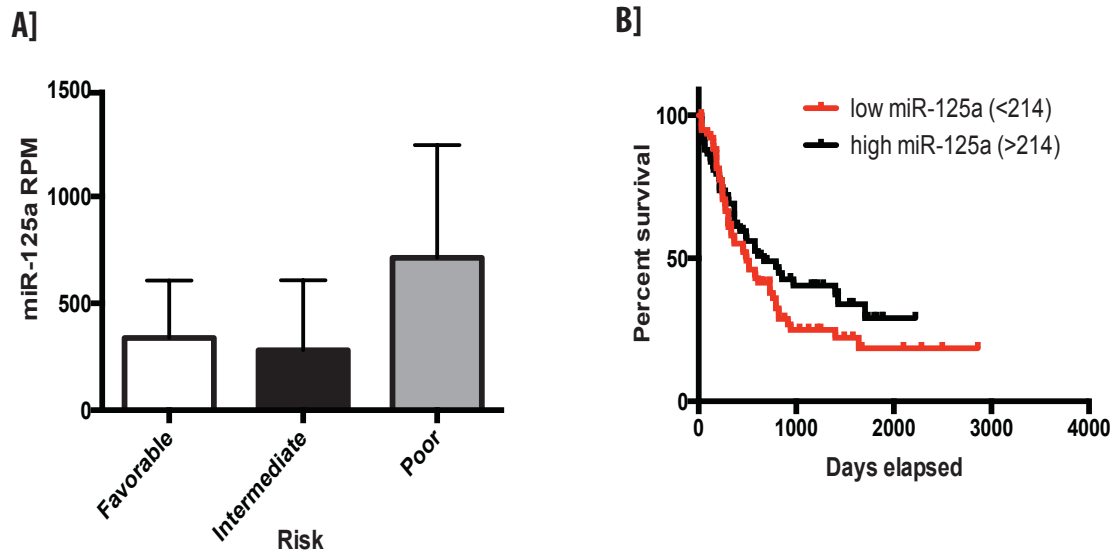 A]
1500
1000
500
0
miR-125a RPM
Favorable
Intermediate
Poor
Risk
B]
low miR-125a (<214)
high miR-125a (>214)
100
50
0
Percent survival
0 1000 2000 3000 4000
Days elapsed